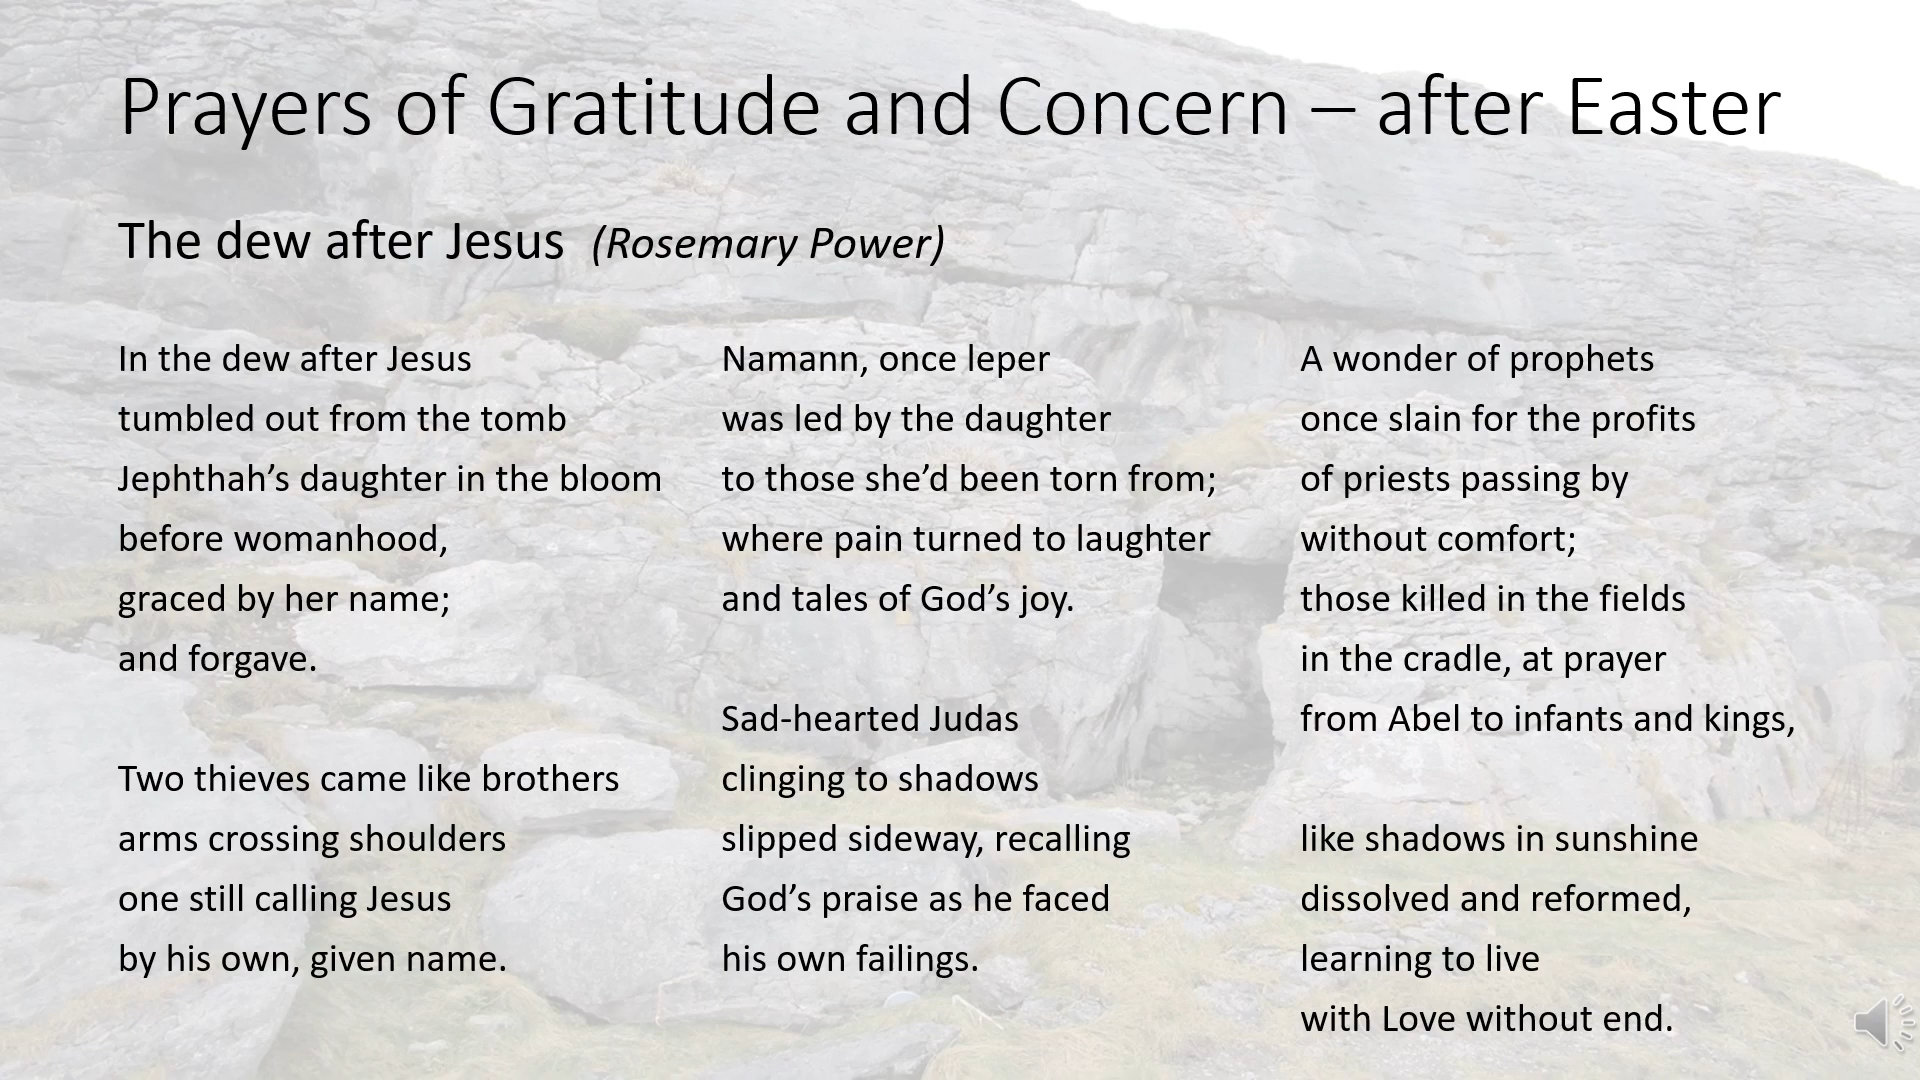 Prayers of Gratitude and Concern – after Easter
The dew after Jesus (Rosemary Power)
In the dew after Jesus
tumbled out from the tomb
Jephthah’s daughter in the bloom
before womanhood,
graced by her name;
and forgave.
Two thieves came like brothers
arms crossing shoulders
one still calling Jesus
by his own, given name.
Namann, once leper
was led by the daughter
to those she’d been torn from;
where pain turned to laughter
and tales of God’s joy.
Sad-hearted Judas
clinging to shadows
slipped sideway, recalling
God’s praise as he faced
his own failings.
A wonder of prophets
once slain for the profits
of priests passing by
without comfort;
those killed in the fields
in the cradle, at prayer
from Abel to infants and kings,
like shadows in sunshine
dissolved and reformed,
learning to live
with Love without end.